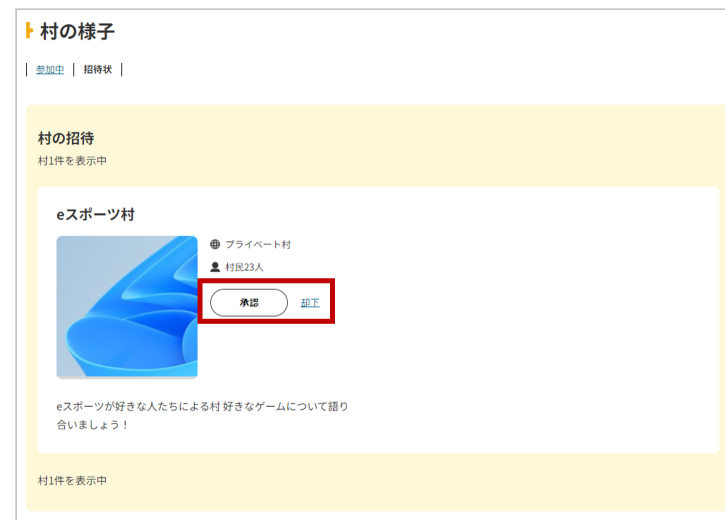 村の様子
参加中 招待状
村の招待
村1件を表示中
eスポーツ村
プライベート村
村民23人
承認 却下
eスポーツが好きな人たちによる村 好きなゲームについて語り
合いましょう！
村1件を表示中